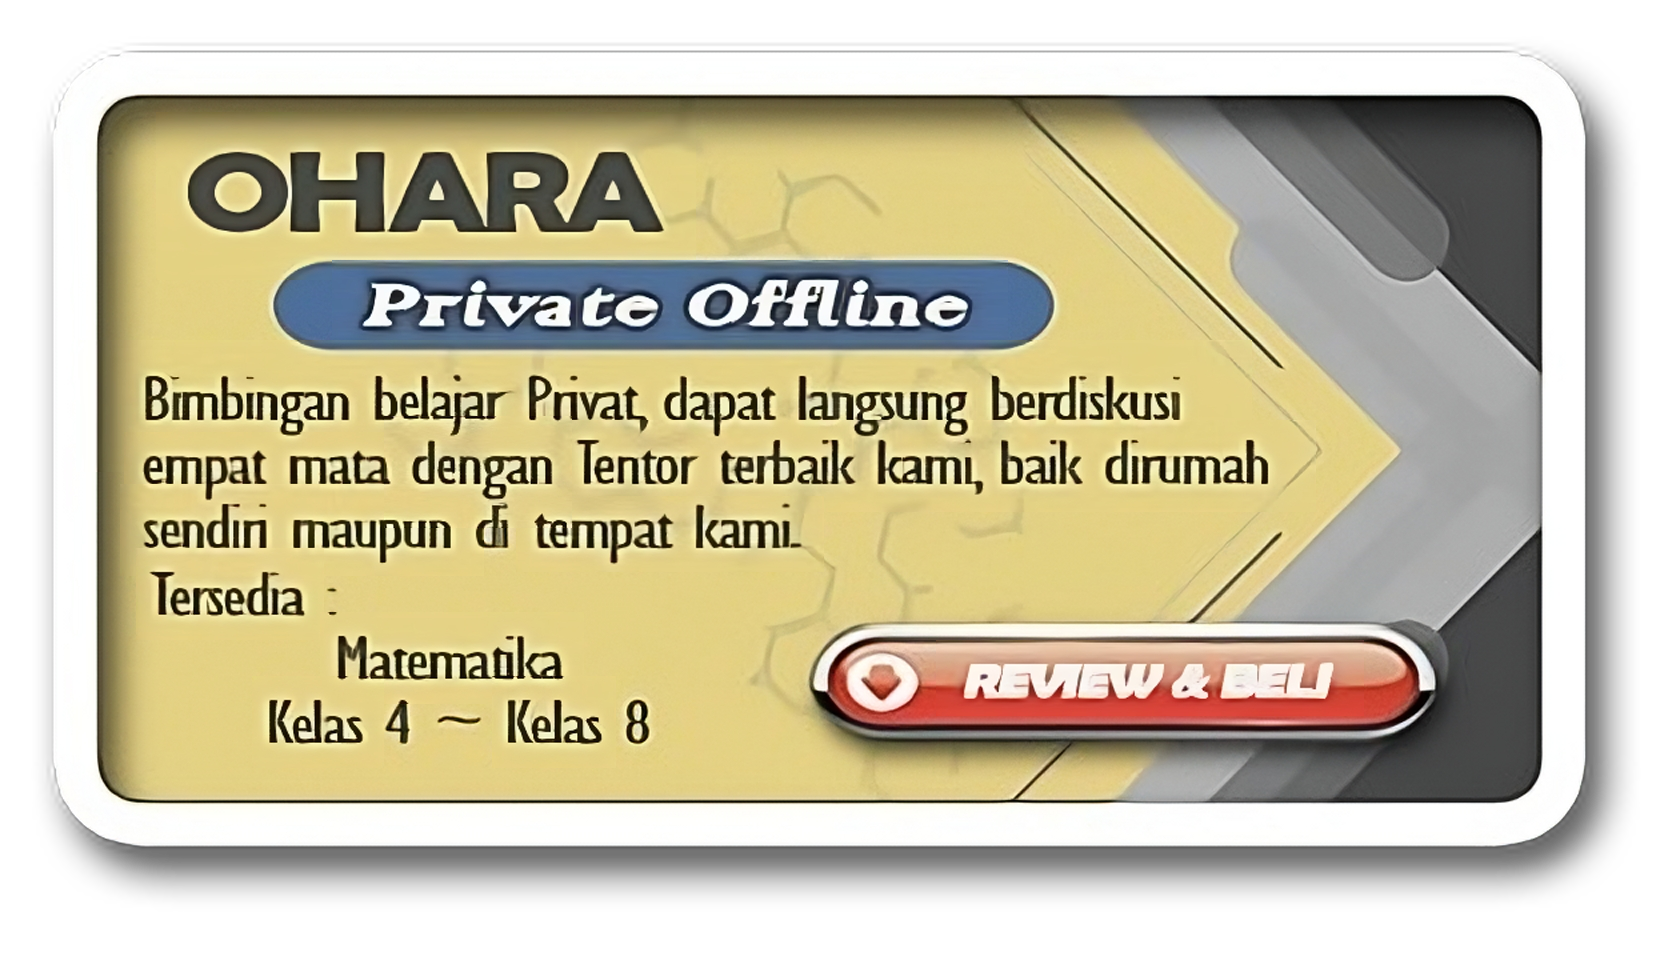 OHARA
Private Offline
Bimbingan belajar Privat, dapat langsung berdiskusi
empat mata dengan Tentor terbaik kami, baik dirumah
sendiri maupun di tempat kami.
Tersedia :
Matematika
Kelas 4 ~ Kelas 8
REVIEW & BELI